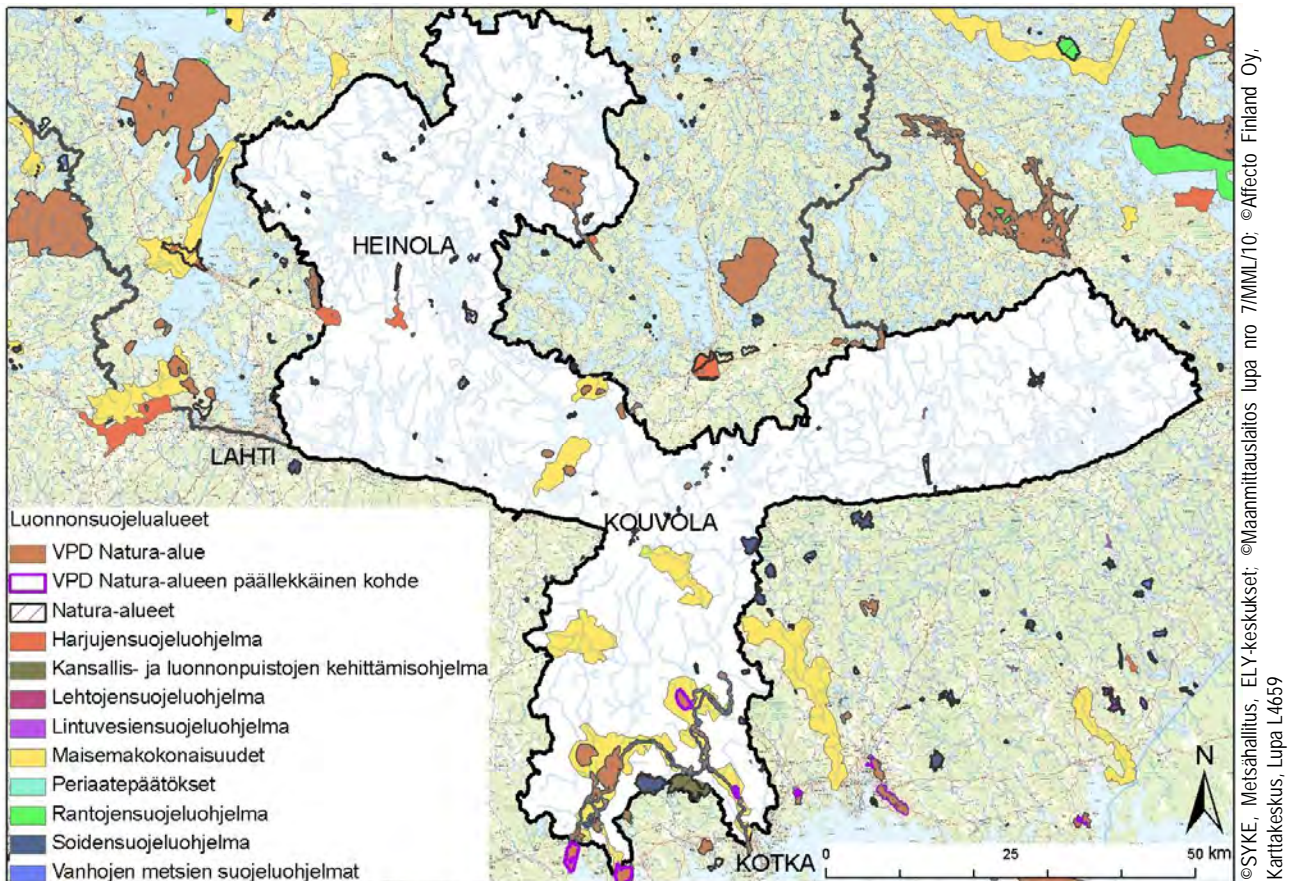 HEINOLA
LAHTI
KOUVOLA
KOTKA
Luonnonsuojelualueet
VPD Natura-alue
VPD Natura-alueen päällekkäinen kohde
Natura-alueet
Harjujensuojeluohjelma
Kansallis- ja luonnonpuistojen kehittämisohjelma
Lehtojensuojeluohjelma
Lintuvesiensuojeluohjelma
Maisemakokonaisuudet
Periaatepäätökset
Rantojensuojeluohjelma
Soidensuojeluohjelma
Vanhojen metsien suojeluohjelmat
N
0 25 50 km
©SYKE, Metsähallitus, ELY-keskukset; ©Maanmittauslaitos lupa nro 7/MML/10; ©Affecto Finland Oy,
Karttakeskus, Lupa L4659